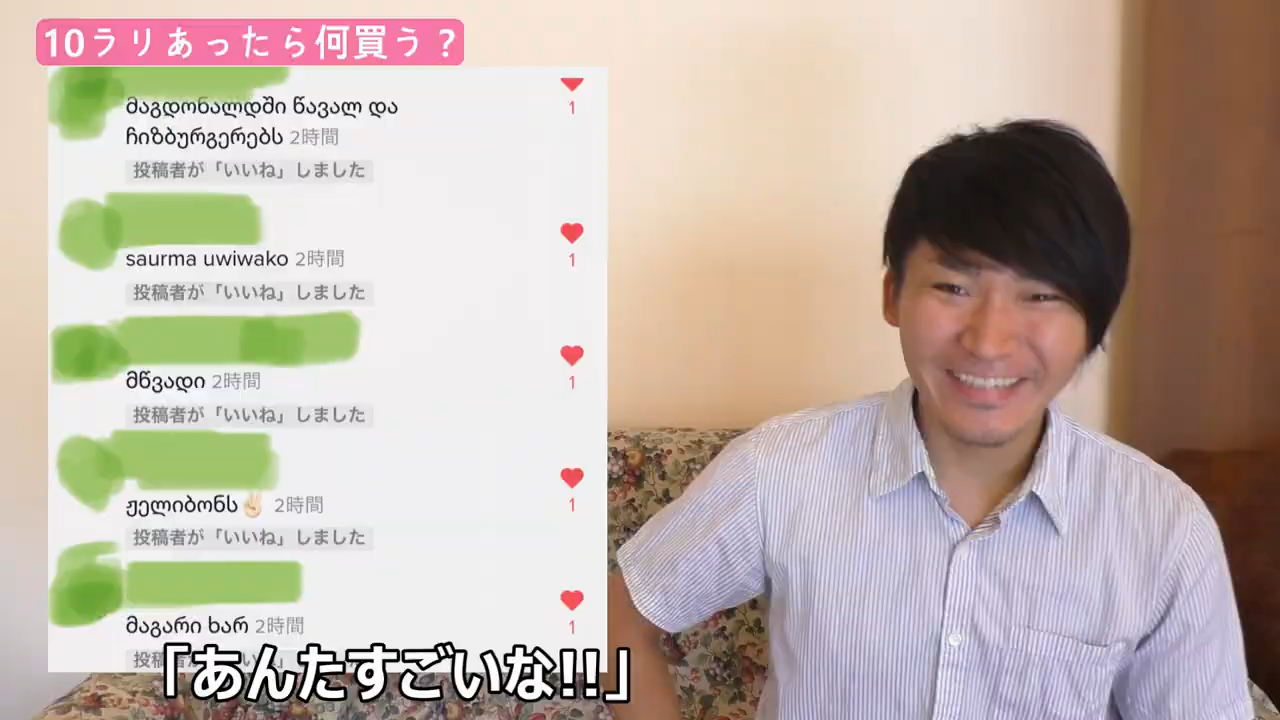 10ラリあったら何買う？
მაგდონალდში წავალ და
ჩიზბურგერებს 2時間
1
投稿者が「いいね」しました
saurma uwiwako 2時間
1
投稿者が「いいね」しました
მწვადი 2時間
1
投稿者が「いいね」しました
ჟელიბონს✌🏻 2時間
1
投稿者が「いいね」しました
მაგარი ხარ 2時間
1
「あんたすごいな!!」